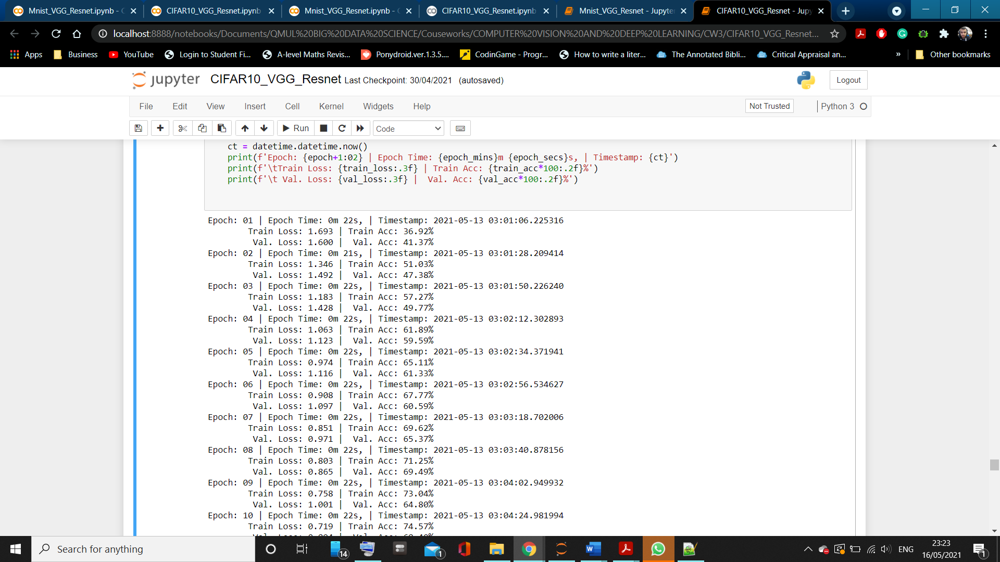 Mnist_VGG_Resnet.ipynb - C
CIFAR10_VGG_Resnet.ipynb
Mnist_VGG_Resnet.ipynb - C
CIFAR10_VGG_Resnet.ipynb
Mnist_VGG_Resnet - Jupyter
CIFAR10_VGG_Resnet - Jupy
localhost:8888/notebooks/Documents/QMUL%20BIG%20DATA%20SCIENCE/Couseworks/COMPUTER%20VISION%20AND%20DEEP%20LEARNING/CW3/CIFAR10_VGG_Resnet...
Apps Business YouTube Login to Student Fi... A-level Maths Revis... Ponydroid.ver.1.3.5.... CodinGame - Progr... How to write a liter... The Annotated Bibli... Critical Appraisal an... » Other bookmarks
jupyter CIFAR10_VGG_Resnet Last Checkpoint: 30/04/2021 (autosaved) Logout
File Edit View Insert Cell Kernel Widgets Help Not Trusted Python 3
Run Code
ct = datetime.datetime.now()
print(f'Epoch: {epoch+1:02} | Epoch Time: {epoch_mins}m {epoch_secs}s, | Timestamp: {ct}')
print(f'\tTrain Loss: {train_loss:.3f} | Train Acc: {train_acc*100:.2f}%')
print(f'\t Val. Loss: {val_loss:.3f} |  Val. Acc: {val_acc*100:.2f}%')
Epoch: 01 | Epoch Time: 0m 22s, | Timestamp: 2021-05-13 03:01:06.225316
Train Loss: 1.693 | Train Acc: 36.92%
Val. Loss: 1.600 |  Val. Acc: 41.37%
Epoch: 02 | Epoch Time: 0m 21s, | Timestamp: 2021-05-13 03:01:28.209414
Train Loss: 1.346 | Train Acc: 51.03%
Val. Loss: 1.492 |  Val. Acc: 47.38%
Epoch: 03 | Epoch Time: 0m 22s, | Timestamp: 2021-05-13 03:01:50.226240
Train Loss: 1.183 | Train Acc: 57.27%
Val. Loss: 1.428 |  Val. Acc: 49.77%
Epoch: 04 | Epoch Time: 0m 22s, | Timestamp: 2021-05-13 03:02:12.302893
Train Loss: 1.063 | Train Acc: 61.89%
Val. Loss: 1.123 |  Val. Acc: 59.59%
Epoch: 05 | Epoch Time: 0m 22s, | Timestamp: 2021-05-13 03:02:34.371941
Train Loss: 0.974 | Train Acc: 65.11%
Val. Loss: 1.116 |  Val. Acc: 61.33%
Epoch: 06 | Epoch Time: 0m 22s, | Timestamp: 2021-05-13 03:02:56.534627
Train Loss: 0.908 | Train Acc: 67.77%
Val. Loss: 1.097 |  Val. Acc: 60.59%
Epoch: 07 | Epoch Time: 0m 22s, | Timestamp: 2021-05-13 03:03:18.702006
Train Loss: 0.851 | Train Acc: 69.62%
Val. Loss: 0.971 |  Val. Acc: 65.37%
Epoch: 08 | Epoch Time: 0m 22s, | Timestamp: 2021-05-13 03:03:40.878156
Train Loss: 0.803 | Train Acc: 71.25%
Val. Loss: 0.865 |  Val. Acc: 69.49%
Epoch: 09 | Epoch Time: 0m 22s, | Timestamp: 2021-05-13 03:04:02.949932
Train Loss: 0.758 | Train Acc: 73.04%
Val. Loss: 1.001 |  Val. Acc: 64.80%
Epoch: 10 | Epoch Time: 0m 22s, | Timestamp: 2021-05-13 03:04:24.981994
Train Loss: 0.719 | Train Acc: 74.57%
Search for anything 14 1 ENG 23:23
16/05/2021 1